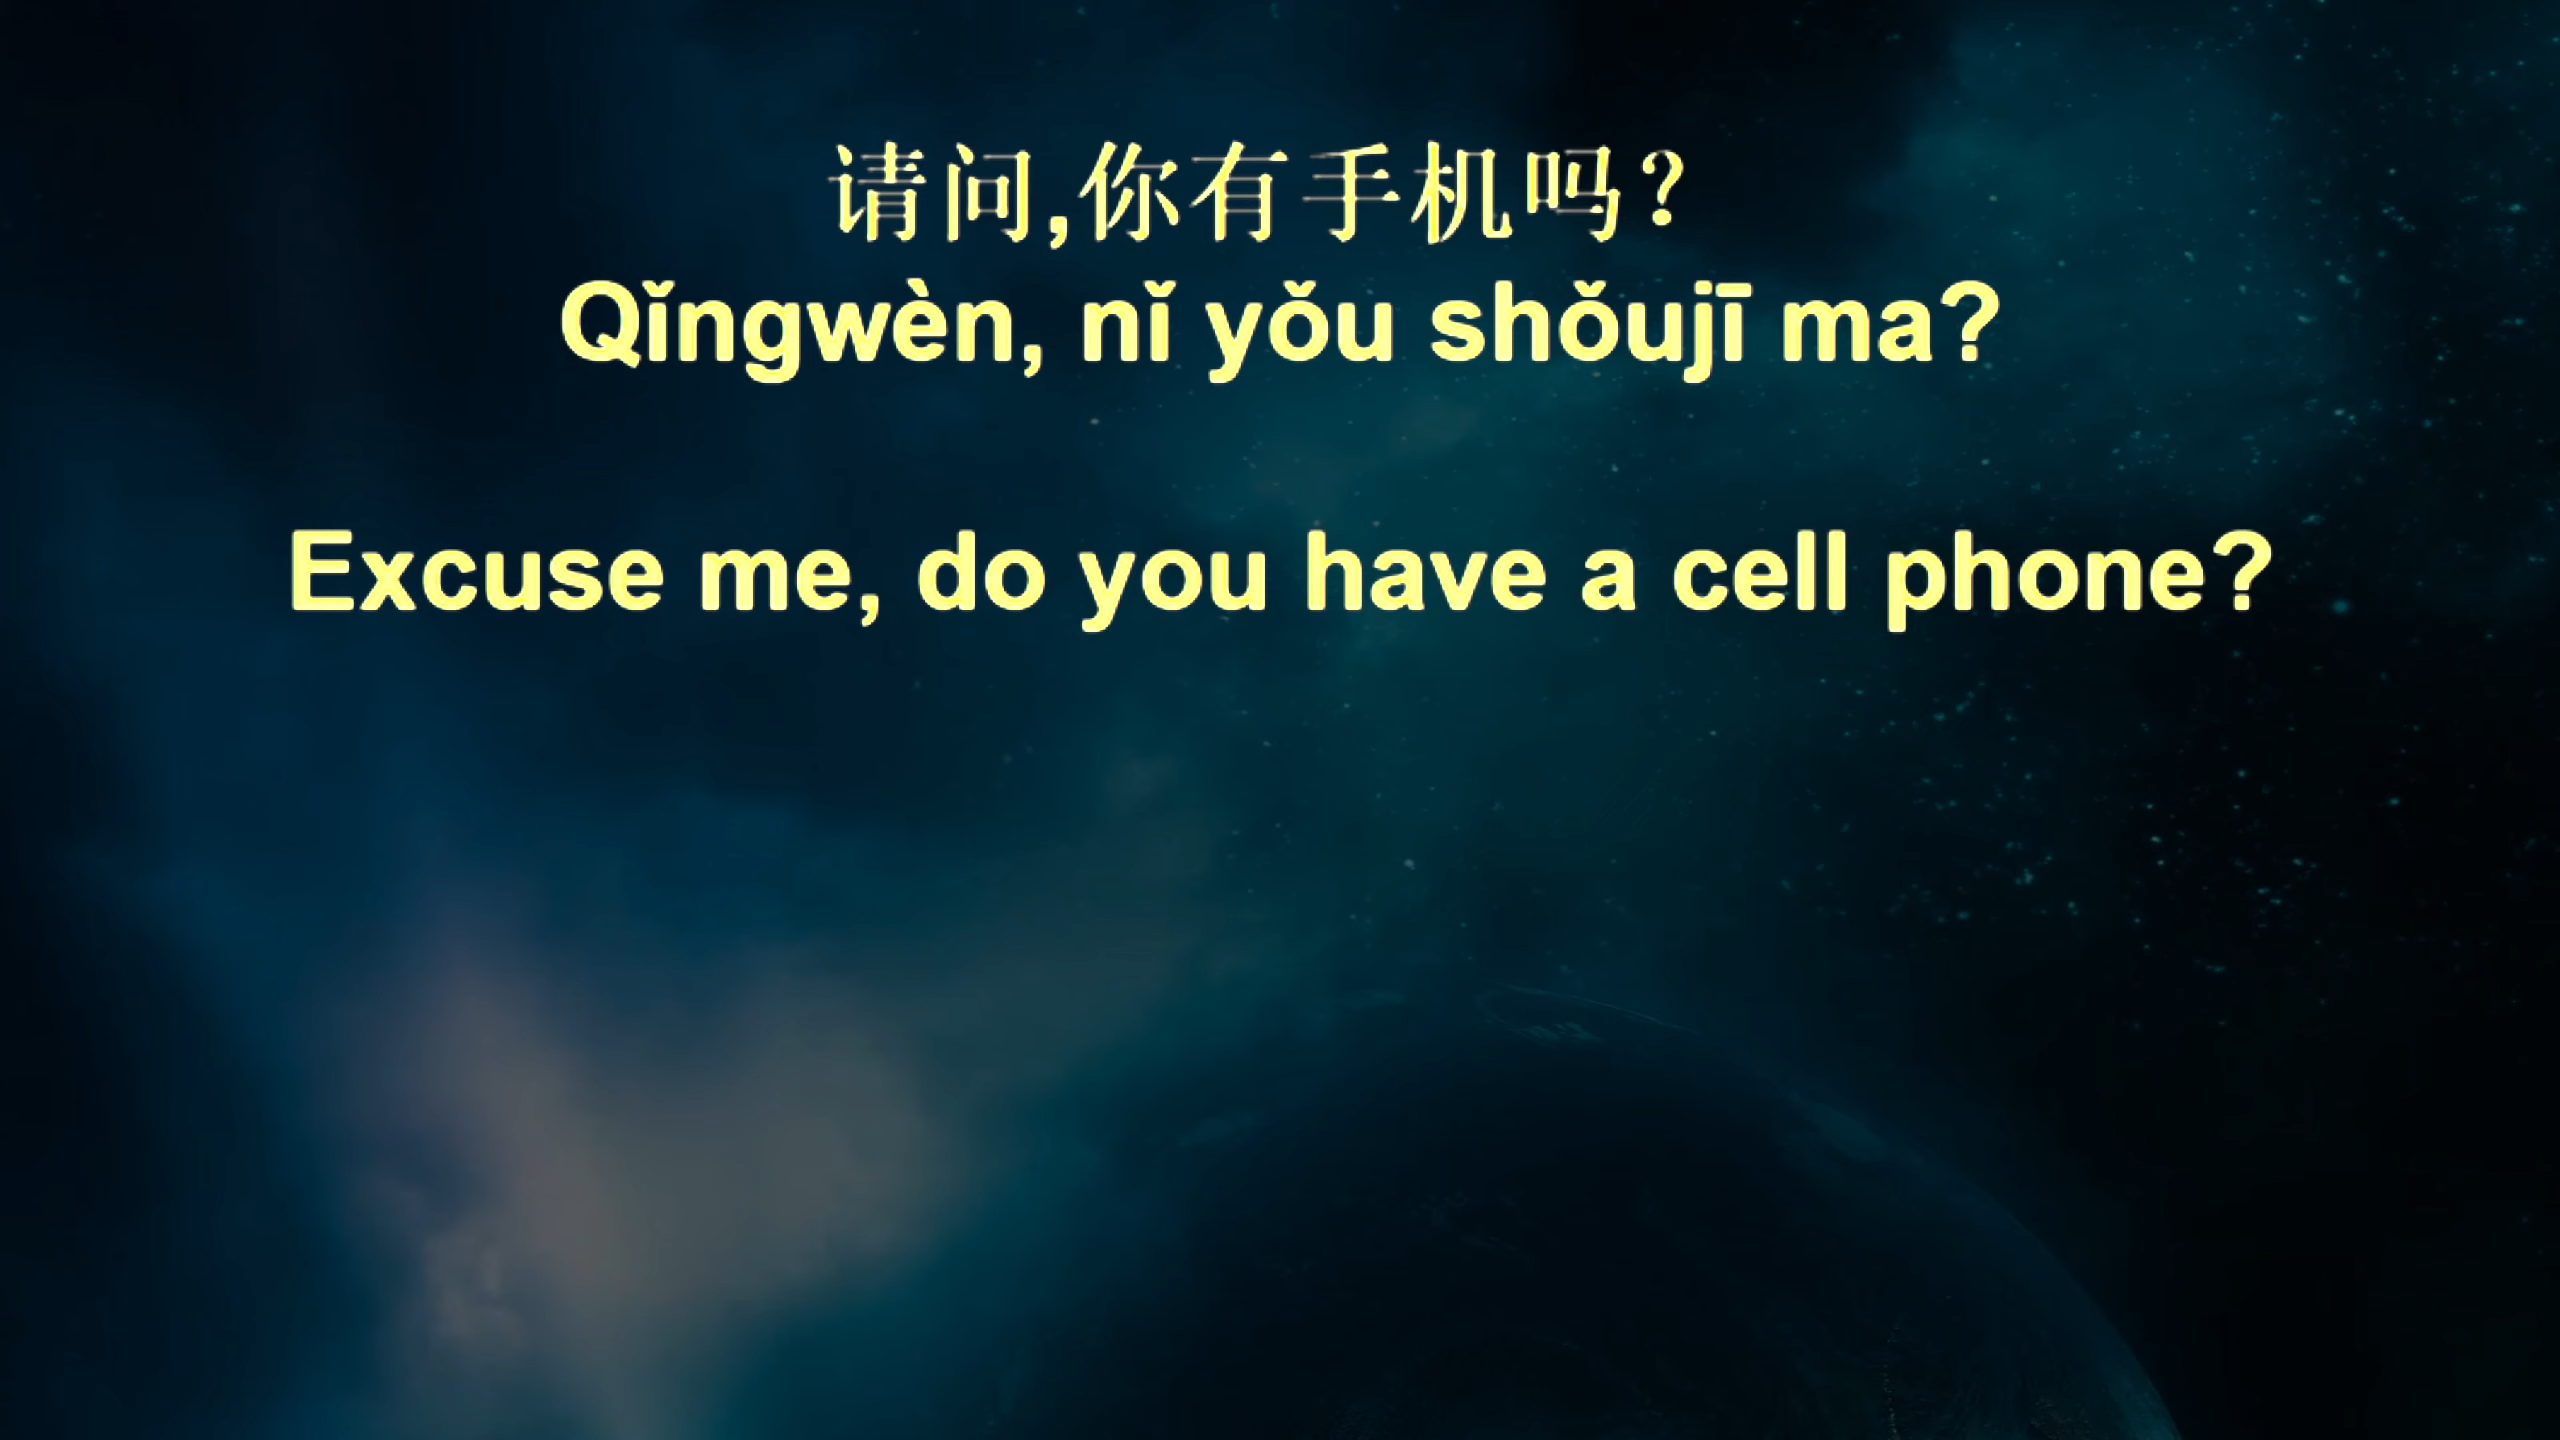 请问,你有手机吗?
Qǐngwèn, nǐ yǒu shǒujī ma?
Excuse me, do you have a cell phone?